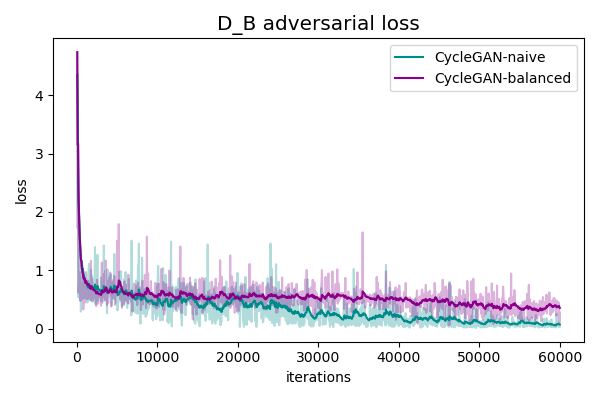 D_B adversarial loss
CycleGAN-naive
CycleGAN-balanced
loss
4
3
2
1
0
0 10000 20000 30000 40000 50000 60000
iterations